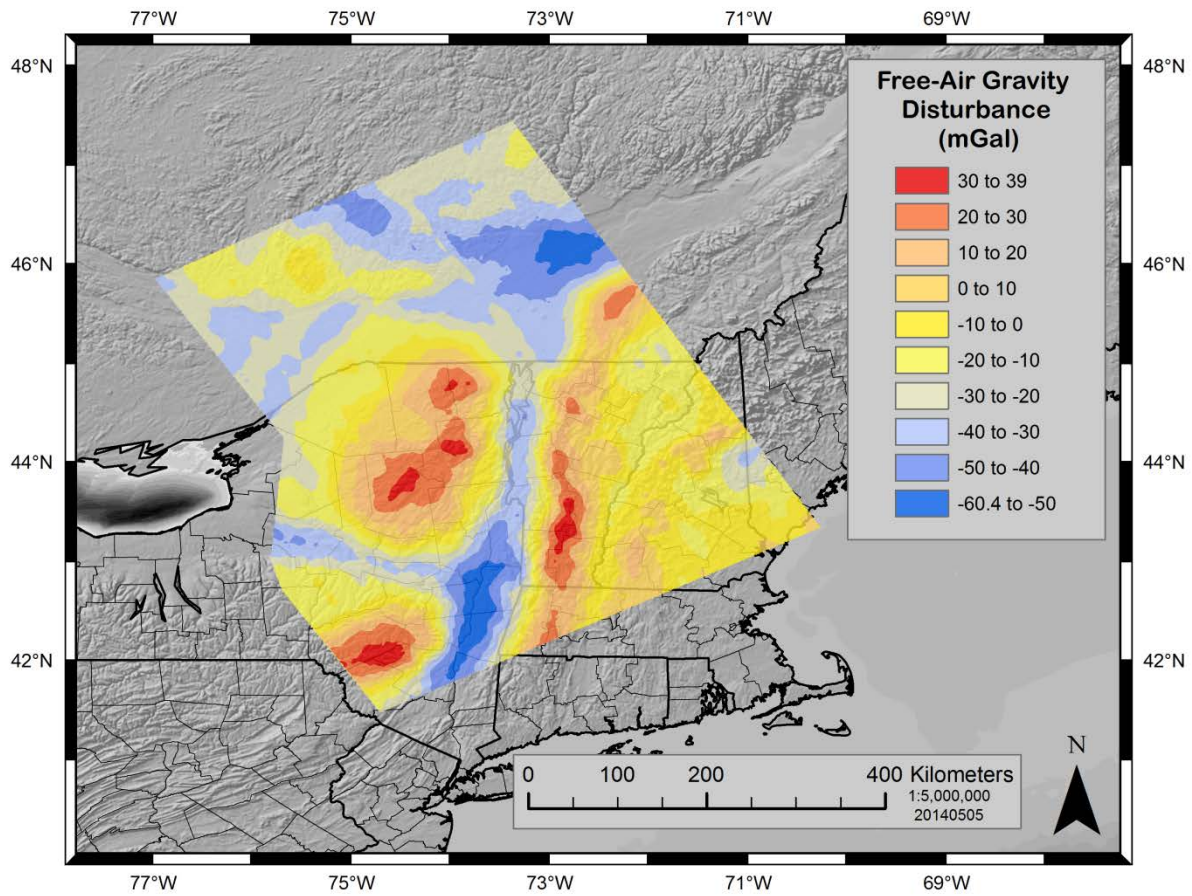 77°W 75°W 73°W 71°W 69°W
48°N 48°N
Free-Air Gravity
Disturbance
(mGal)
30 to 39
20 to 30
10 to 20
0 to 10
-10 to 0
-20 to -10
-30 to -20
-40 to -30
-50 to -40
-60.4 to -50
46°N 46°N
44°N 44°N
42°N 42°N
N
0 100 200 400 Kilometers
1:5,000,000
20140505
77°W 75°W 73°W 71°W 69°W